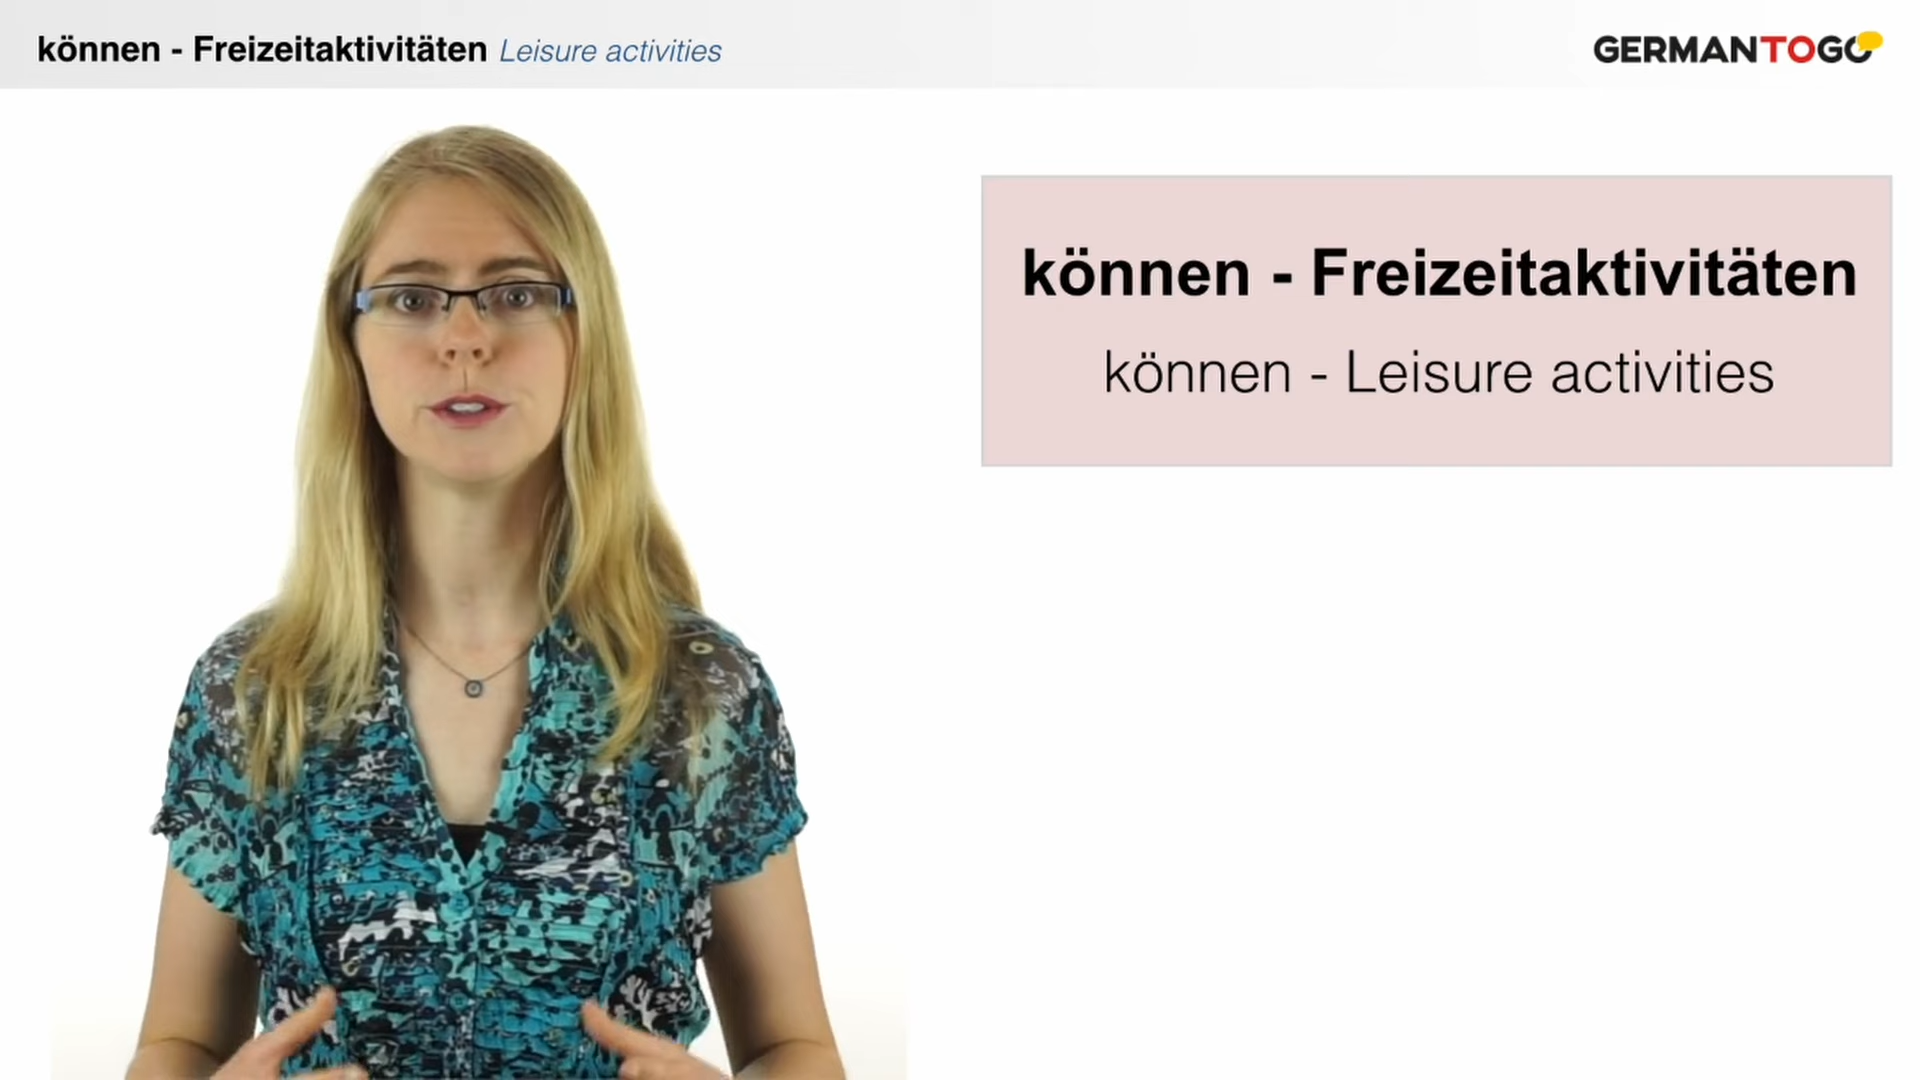 können - Freizeitaktivitäten Leisure activities
GERMANTOGO
können - Freizeitaktivitäten
können - Leisure activities